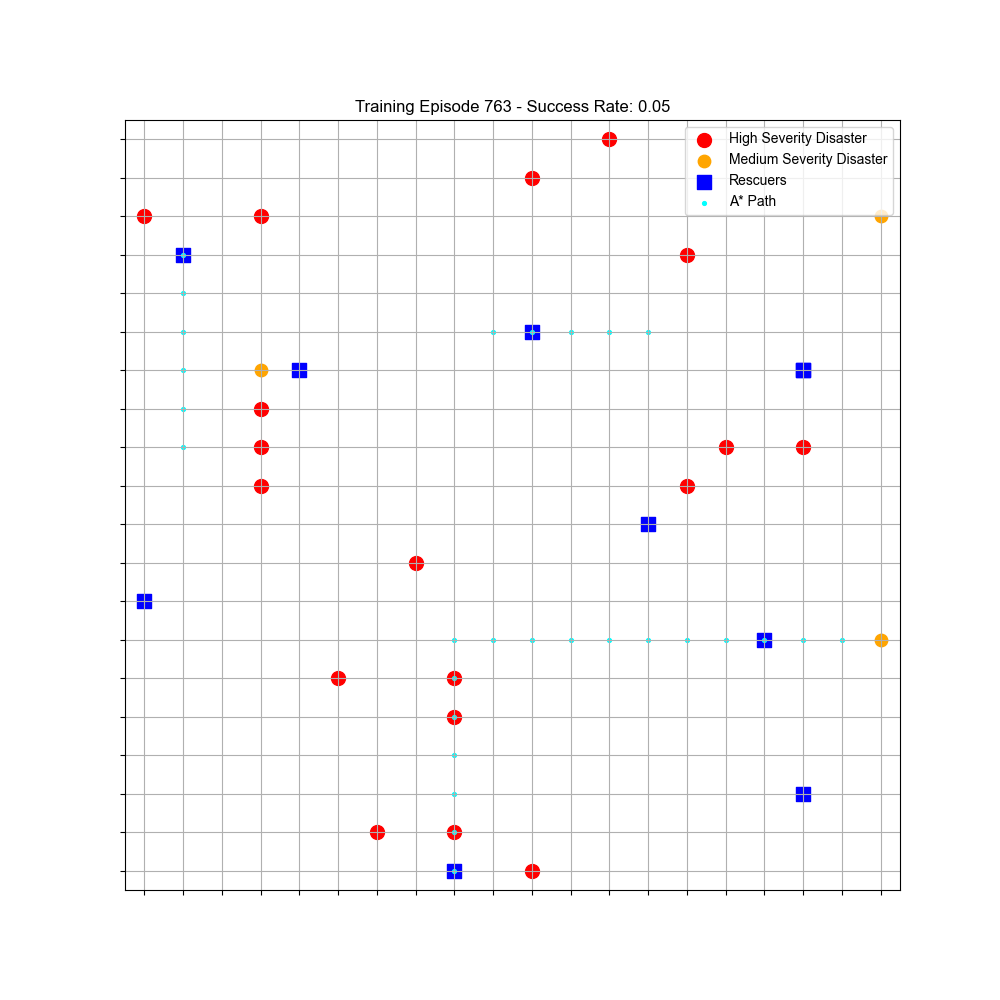 Training Episode 763 - Success Rate: 0.05
High Severity Disaster
Medium Severity Disaster
Rescuers
A* Path